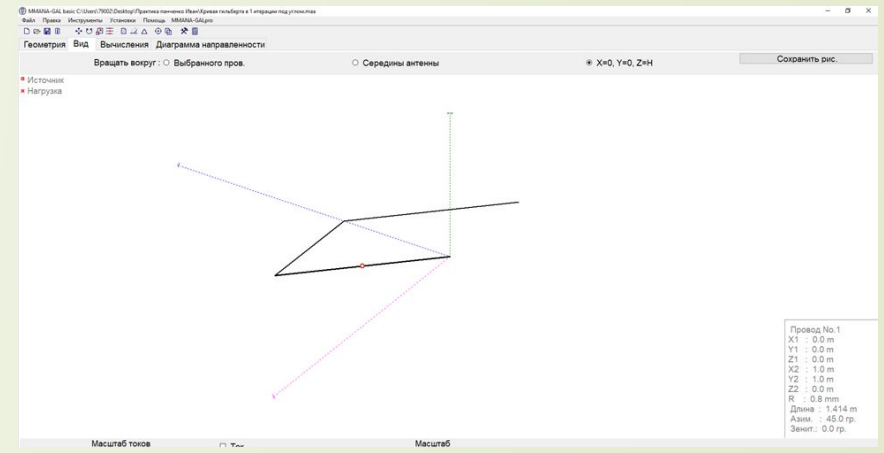 MMANA-GAL basic C:\Users\79002\Desktop\Практика панченко Иван\Кривая гильберта в 1 итерации под углом.maa
Файл Правка Инструменты Установки Помощь MMANA-GALpro
Геометрия Вид Вычисления Диаграмма направленности
Вращать вокруг : Выбранного пров. Середины антенны X=0, Y=0, Z=H Сохранить рис.
Источник
Нагрузка
Провод No.1
X1 : 0.0 m
Y1 : 0.0 m
Z1 : 0.0 m
X2 : 1.0 m
Y2 : 1.0 m
Z2 : 0.0 m
R : 0.8 mm
Длина : 1.414 m
Азим. : 45.0 гр.
Зенит.: 0.0 гр.
Масштаб токов Ток Масштаб